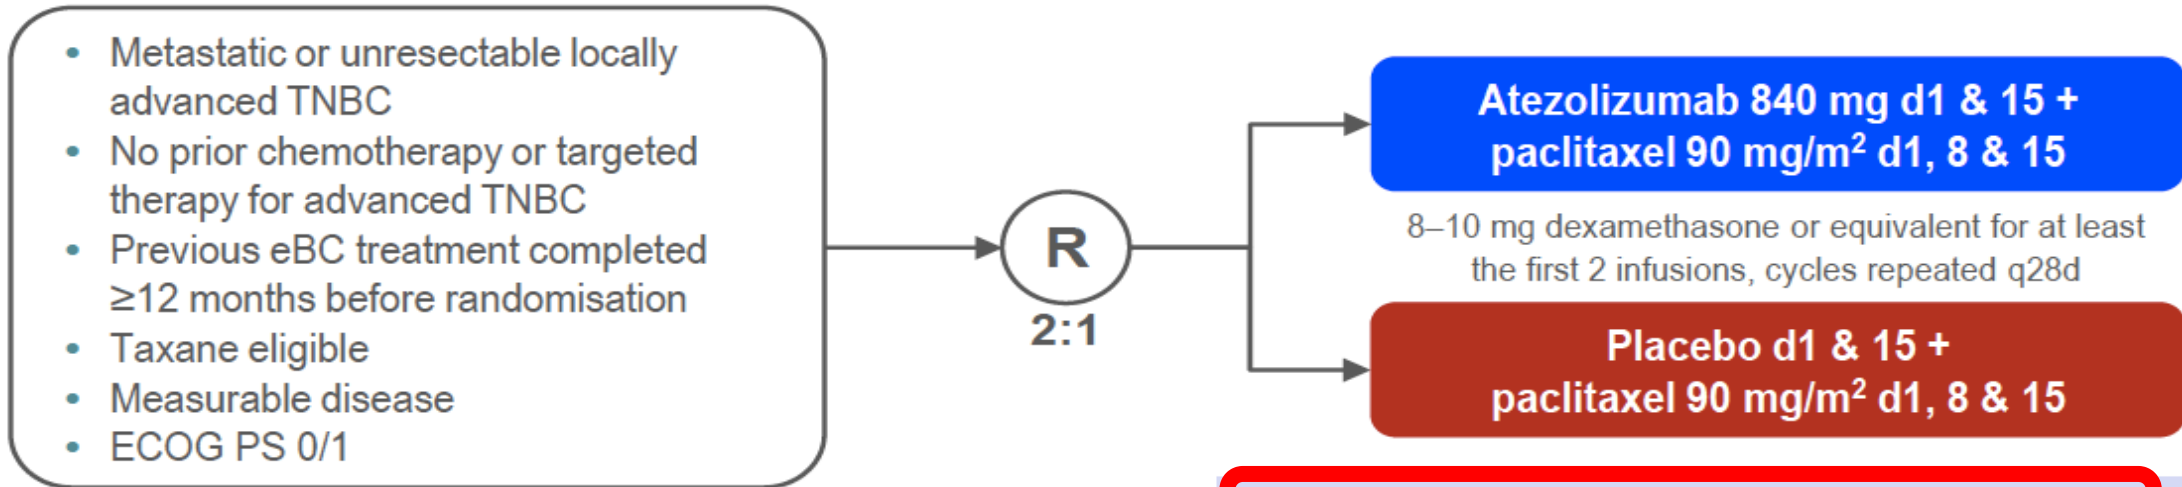 • Metastatic or unresectable locally
advanced TNBC
• No prior chemotherapy or targeted
therapy for advanced TNBC
• Previous eBC treatment completed
≥12 months before randomisation
• Taxane eligible
• Measurable disease
• ECOG PS 0/1
R
2:1
Atezolizumab 840 mg d1 & 15 +
paclitaxel 90 mg/m² d1, 8 & 15
8–10 mg dexamethasone or equivalent for at least
the first 2 infusions, cycles repeated q28d
Placebo d1 & 15 +
paclitaxel 90 mg/m² d1, 8 & 15